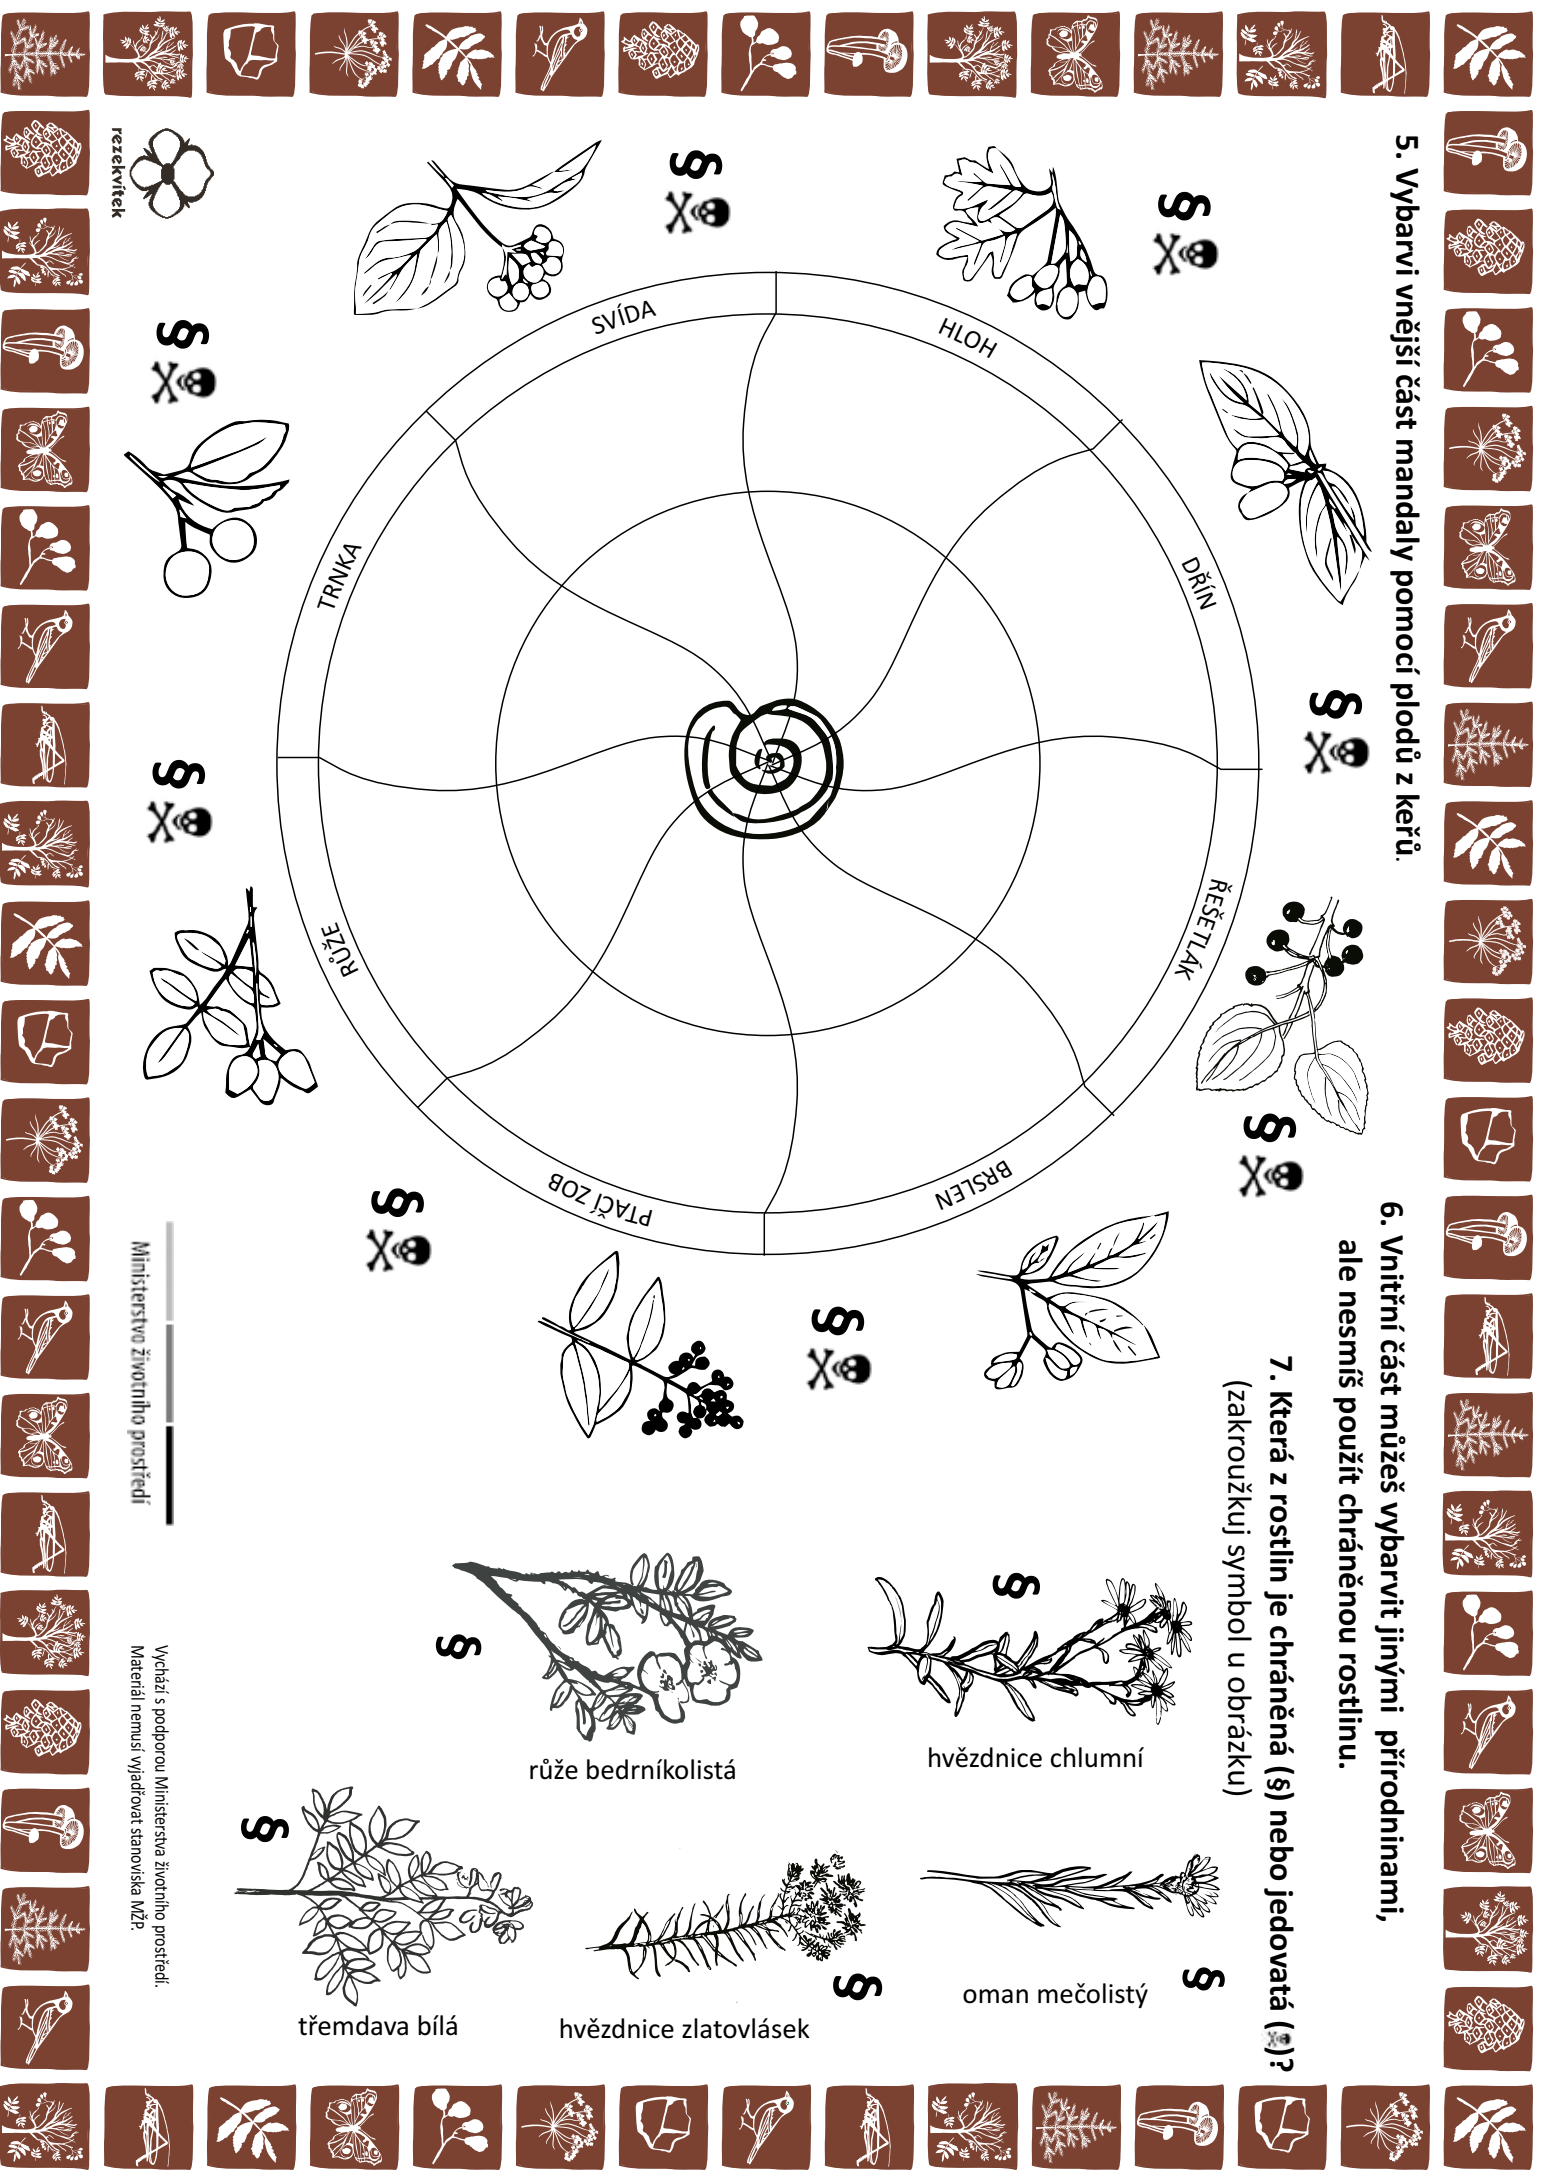 5. Vybarvi vnější část mandaly pomocí plodů z keřů.
6. Vnitřní část můžeš vybarvit jinými přírodninami,
ale nesmíš použít chráněnou rostlinu.
7. Která z rostlin je chráněná (§) nebo jedovatá (☠)?
(zakroužkuj symbol u obrázku)
§
§
§
§
§
§
§
§
HLOH
DŘÍN
ŘEŠETLÁK
BRSLEN
PTAČÍ ZOB
RŮŽE
TRNKA
SVÍDA
§
hvězdnice chlumní
§
růže bedrníkolistá
§
oman mečolistý
§
hvězdnice zlatovlásek
§
třemdava bílá
rezekvítek
Ministerstvo životního prostředí
Vychází s podporou Ministerstva životního prostředí.
Materiál nemusí vyjadřovat stanoviska MŽP.